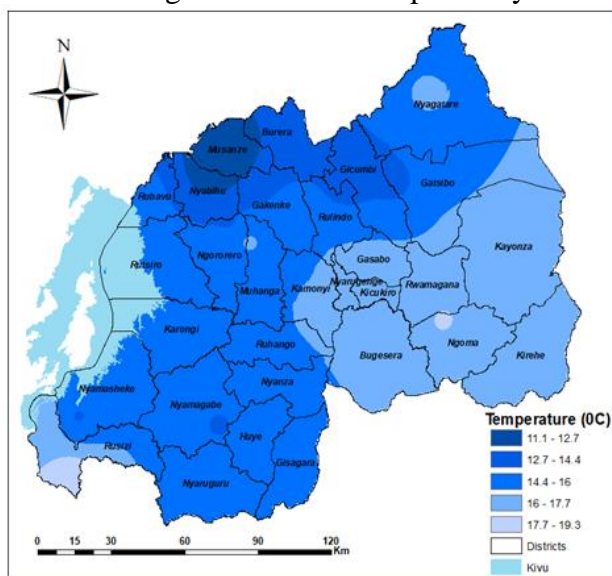 N
Nyagatare
Burera
Musanze
Gicumbi
Gatsibo
Nyabihu
Rubavu
Gakenke
Rulindo
Kayonza
Gasabo
Ngororero
Rutsiro
Nyarugenge
Rwamagana
Kamonyi
Muhanga
Kicukiro
Karongi
Ruhango
Bugesera
Ngoma
Kirehe
Nyanza
Nyamasheke
Nyamagabe
Huye
Rusizi
Gisagara
Nyaruguru
Temperature (0C)
11.1 - 12.7
12.7 - 14.4
14.4 - 16
16 - 17.7
17.7 - 19.3
Districts
Kivu
0 15 30 60 90 120
Km